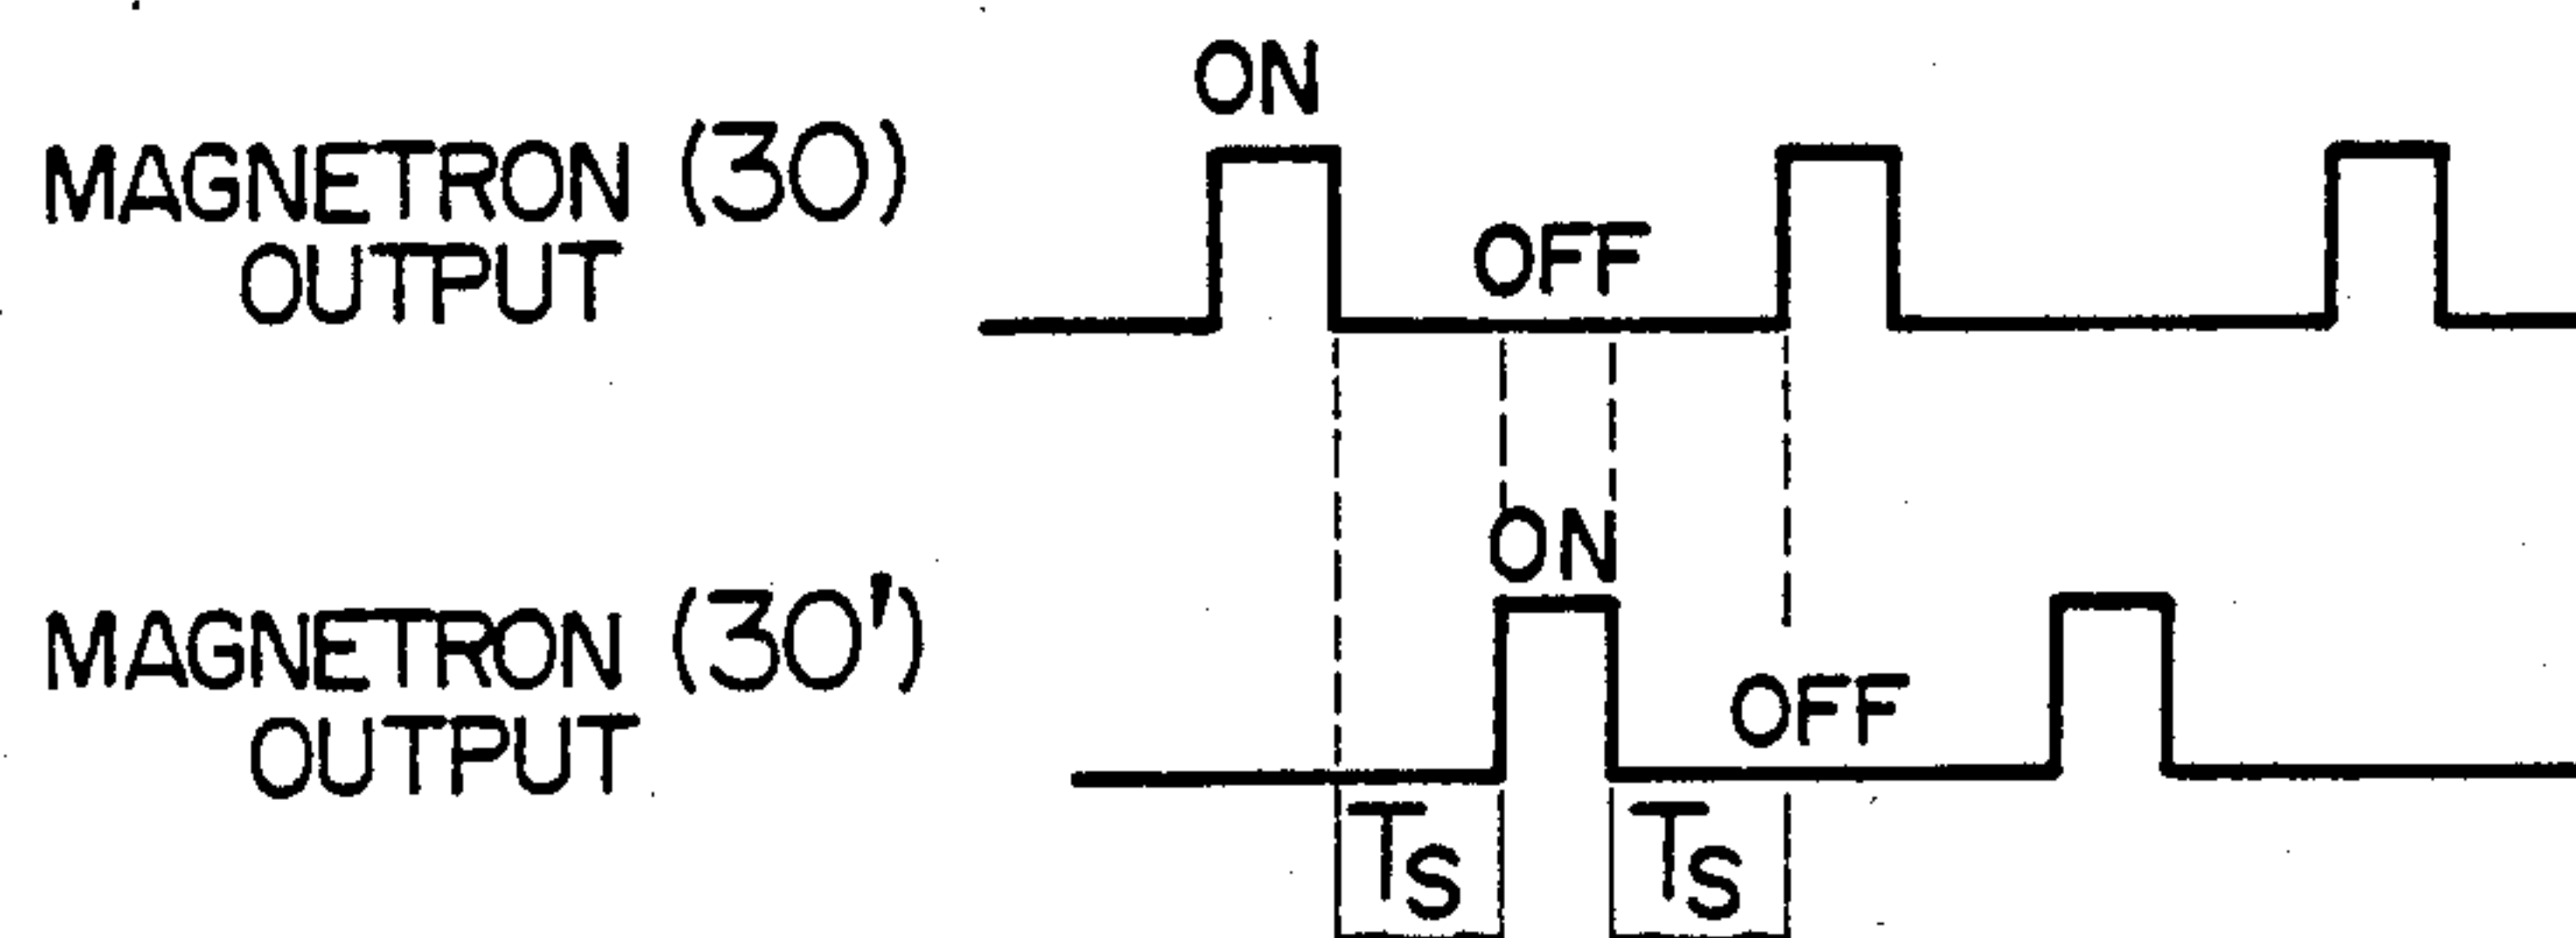 ON
MAGNETRON (30)
OUTPUT
OFF
ON
MAGNETRON (30')
OUTPUT
OFF
Ts
Ts